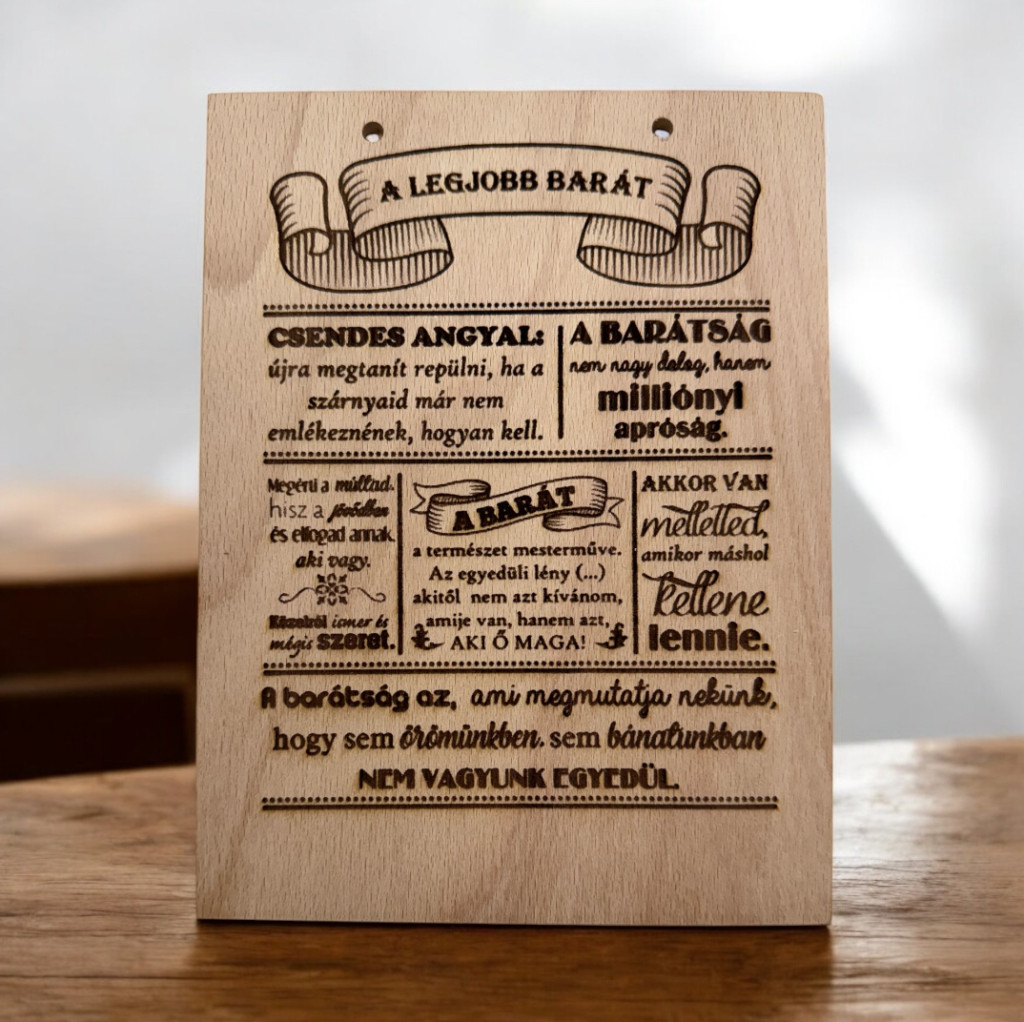 A LEGJOBB BARÁT
CSENDES ANGYAL:
újra megtanít repülni, ha a
szárnyaid már nem
emlékeznének, hogyan kell.
A BARÁTSÁG
nem nagy dolog, hanem
milliónyi
apróság.
Megérti a múltad,
hisz a jövődben
és elfogad annak,
aki vagy.
Közelről ismer és
mégis szeret.
A BARÁT
a természet mesterműve.
Az egyedüli lény (...)
akitől nem azt kívánom,
amije van, hanem azt,
AKI Ő MAGA!
AKKOR VAN
melletted,
amikor máshol
kellene
lennie.
A barátság az, ami megmutatja nekünk,
hogy sem örömünkben, sem bánatunkban
NEM VAGYUNK EGYEDÜL.